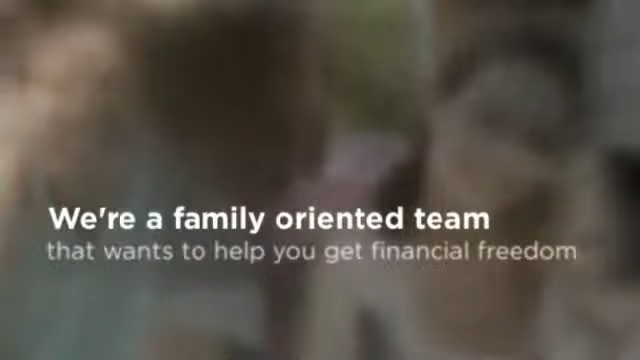 We're a family oriented team
that wants to help you get financial freedom